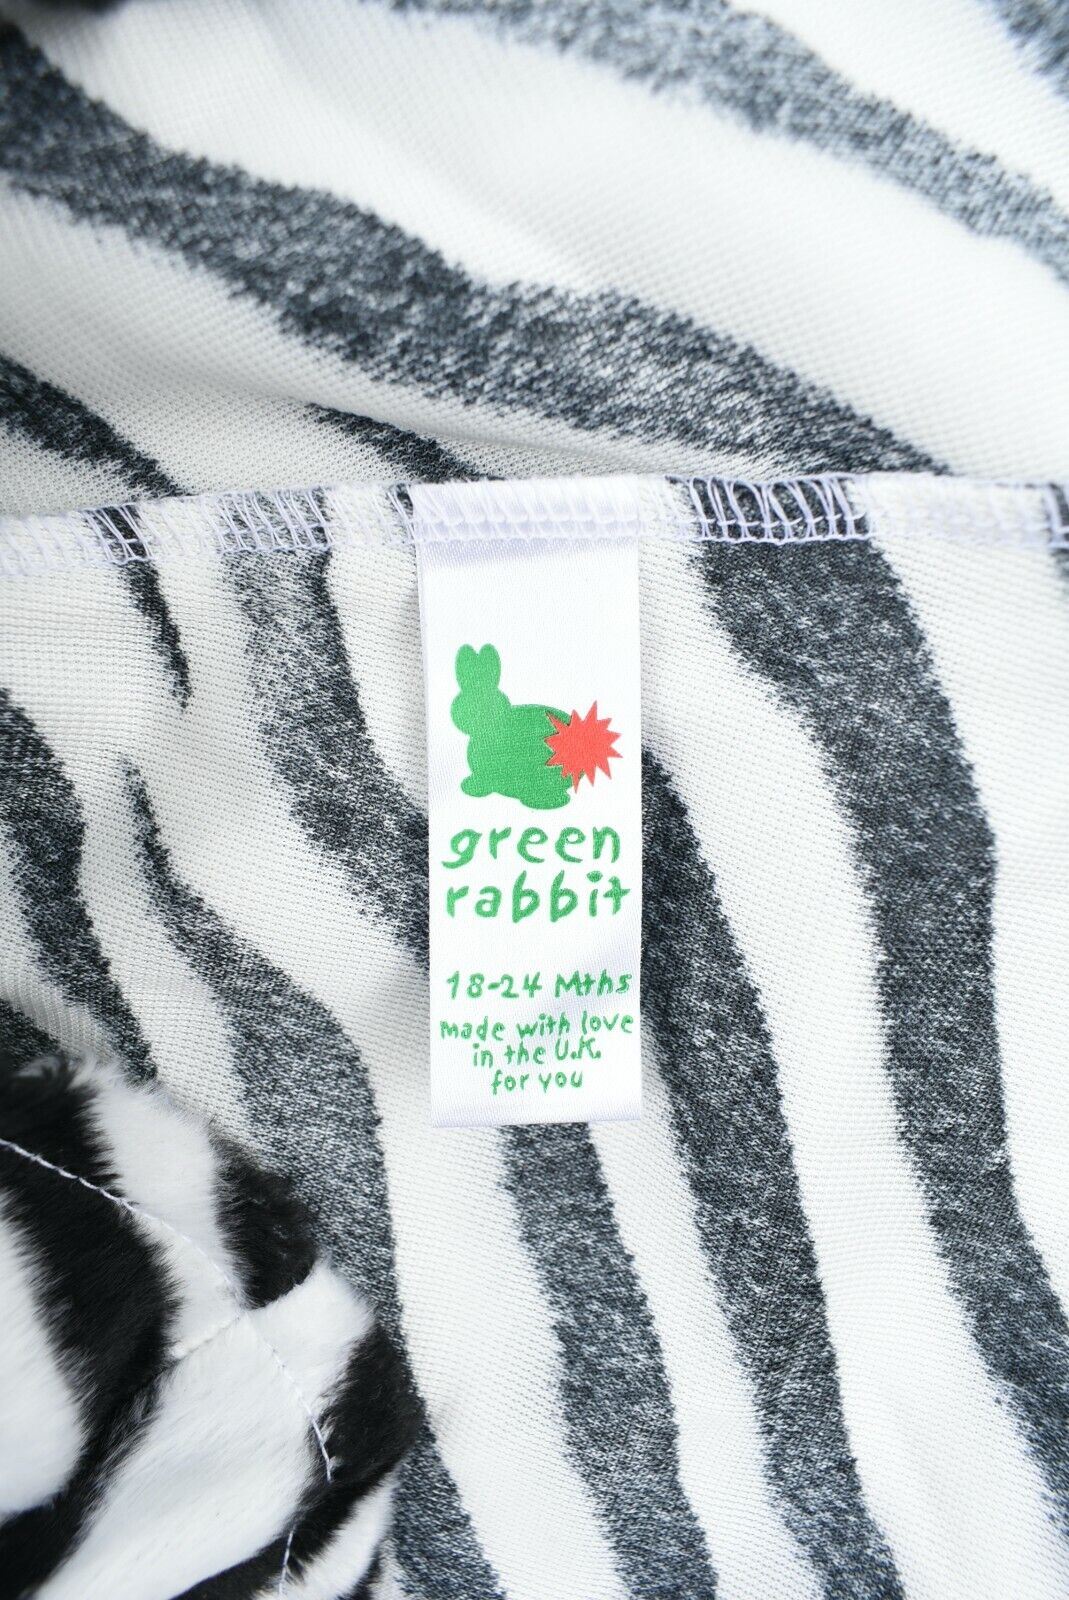 green
rabbit
18-24 Mths
made with love
in the U.K.
for you